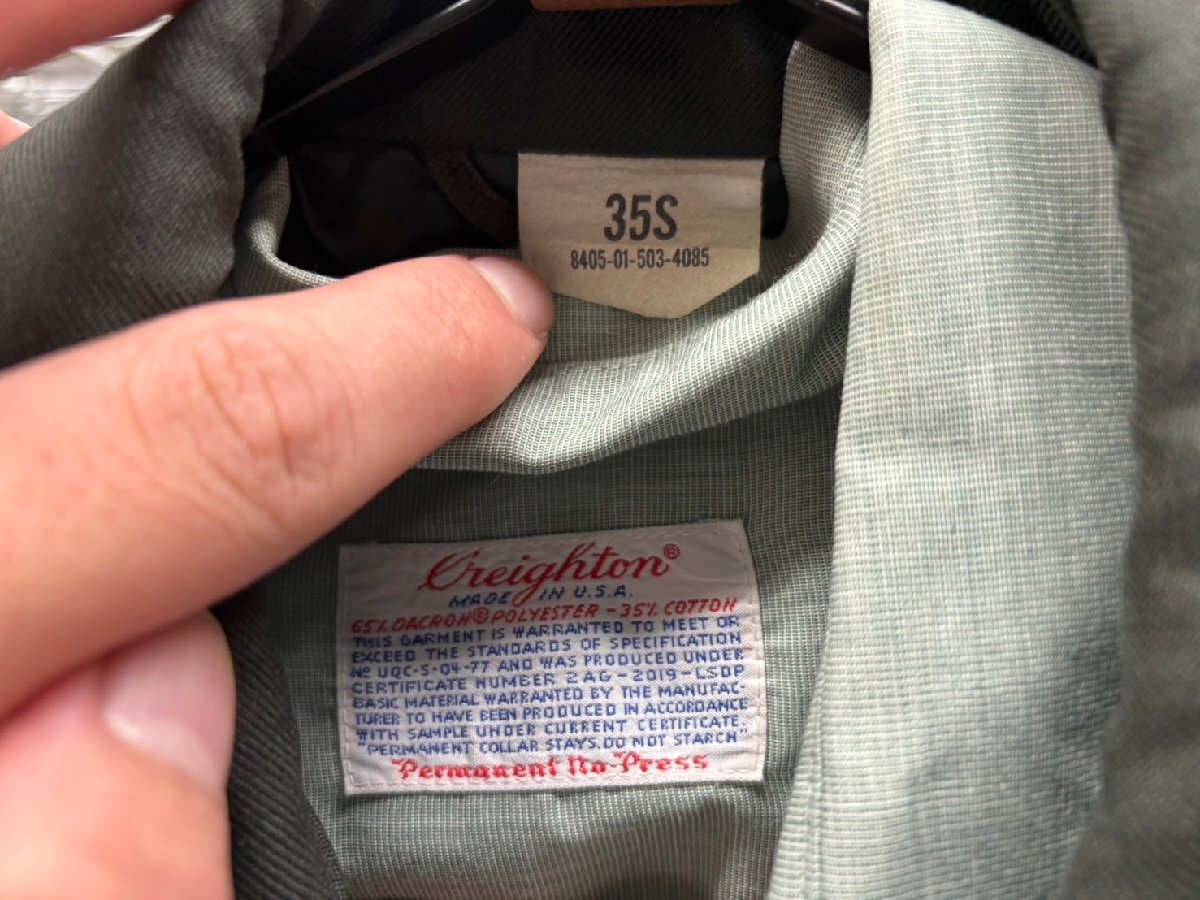 35S
8405-01-503-4085
Creighton®
MADE IN U.S.A.
65% DACRON® POLYESTER - 35% COTTON
THIS GARMENT IS WARRANTED TO MEET OR
EXCEED THE STANDARDS OF SPECIFICATION
Nº UQC-S-04-77 AND WAS PRODUCED UNDER
CERTIFICATE NUMBER 2AG-2019-LSDP
BASIC MATERIAL WARRANTED BY THE MANUFAC-
TURER TO HAVE BEEN PRODUCED IN ACCORDANCE
WITH SAMPLE UNDER CURRENT CERTIFICATE.
"PERMANENT COLLAR STAYS. DO NOT STARCH"
"Permanent No-Press